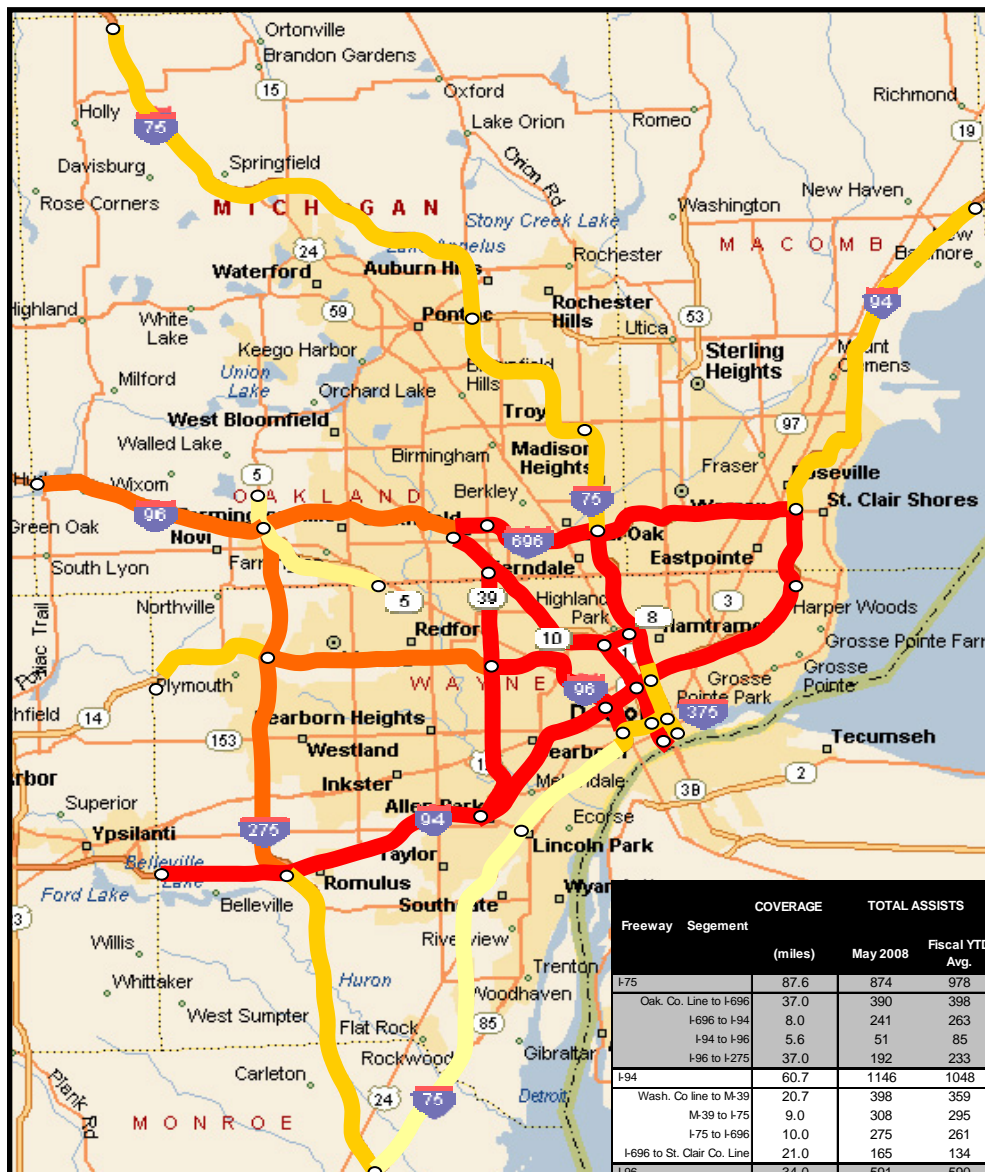 Ortonville
Brandon Gardens
15
Oxford
Holly
75
Lake Orion
Romeo
Richmond
19
Orion Rd
Davisburg
Springfield
Rose Corners
MICHIGAN
New Haven
Stony Creek Lake
Washington
MACOMB
24
Rochester
Waterford
Auburn Hills
Highland
59
White
Lake
Rochester
Hills
94
53
Utica
Keego Harbor
Union
Lake
Hills
Sterling
Heights
Mount
Milford
Orchard Lake
Troy
West Bloomfield
97
Walled Lake
Birmingham
Madison
Heights
Fraser
5
Wixom
OAKLAND
Berkley
75
St. Clair Shores
96
Green Oak
Novi
696
Eastpointe
South Lyon
Northville
5
39
Highland
Park
8
3
Harper Woods
10
Grosse Pointe Farr
Grosse
Pointe
WAYNE
Grosse
Pointe Park
Plymouth
96
14
375
153
Tecumseh
Westland
2
Inkster
3B
Superior
94
Ecorse
Ypsilanti
275
Lincoln Park
Taylor
Belleville
Lake
Ford Lake
Romulus
Belleville
Willis
Huron
Trenton
Whittaker
Woodhaven
West Sumpter
85
Flat Rock
Gibraltar
Rockwood
Carleton
24
75
Detroit
Plank Rd
MONROE
Freeway Segement COVERAGE TOTAL ASSISTS
(miles) May 2008 Fiscal YTD Avg.
I-75 87.6 874 978
Oak. Co. Line to I-696 37.0 390 398
I-696 to I-94 8.0 241 263
I-94 to I-96 5.6 51 85
I-96 to I-275 37.0 192 233
I-94 60.7 1146 1048
Wash. Co line to M-39 20.7 398 359
M-39 to I-75 9.0 308 295
I-75 to I-696 10.0 275 261
I-696 to St. Clair Co. Line 21.0 165 134